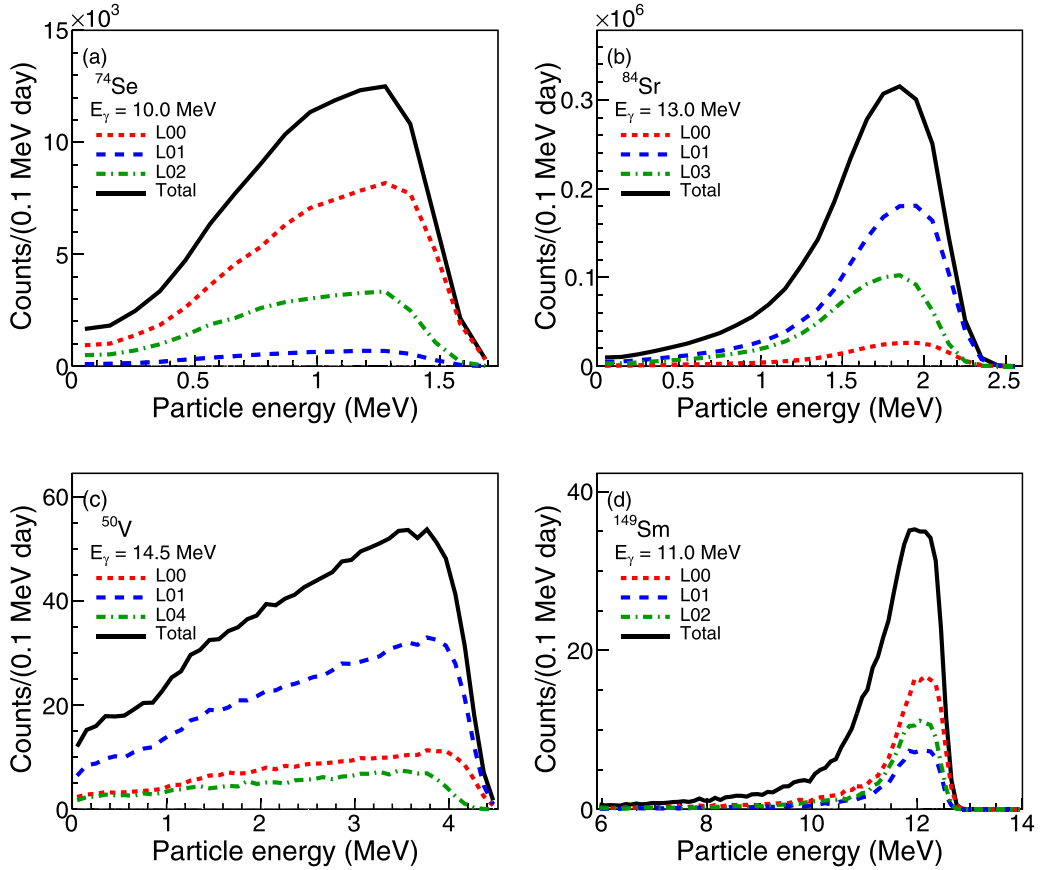 ×10³
15
10
5
0
Counts/(0.1 MeV day)
(a)
⁷⁴Se
E_γ = 10.0 MeV
L00
L01
L02
Total
0 0.5 1 1.5
Particle energy (MeV)
×10⁶
0.3
0.2
0.1
0
Counts/(0.1 MeV day)
(b)
⁸⁴Sr
E_γ = 13.0 MeV
L00
L01
L03
Total
0 0.5 1 1.5 2 2.5
Particle energy (MeV)
60
40
20
0
Counts/(0.1 MeV day)
(c)
⁵⁰V
E_γ = 14.5 MeV
L00
L01
L04
Total
0 1 2 3 4
Particle energy (MeV)
40
20
0
Counts/(0.1 MeV day)
(d)
¹⁴⁹Sm
E_γ = 11.0 MeV
L00
L01
L02
Total
6 8 10 12 14
Particle energy (MeV)